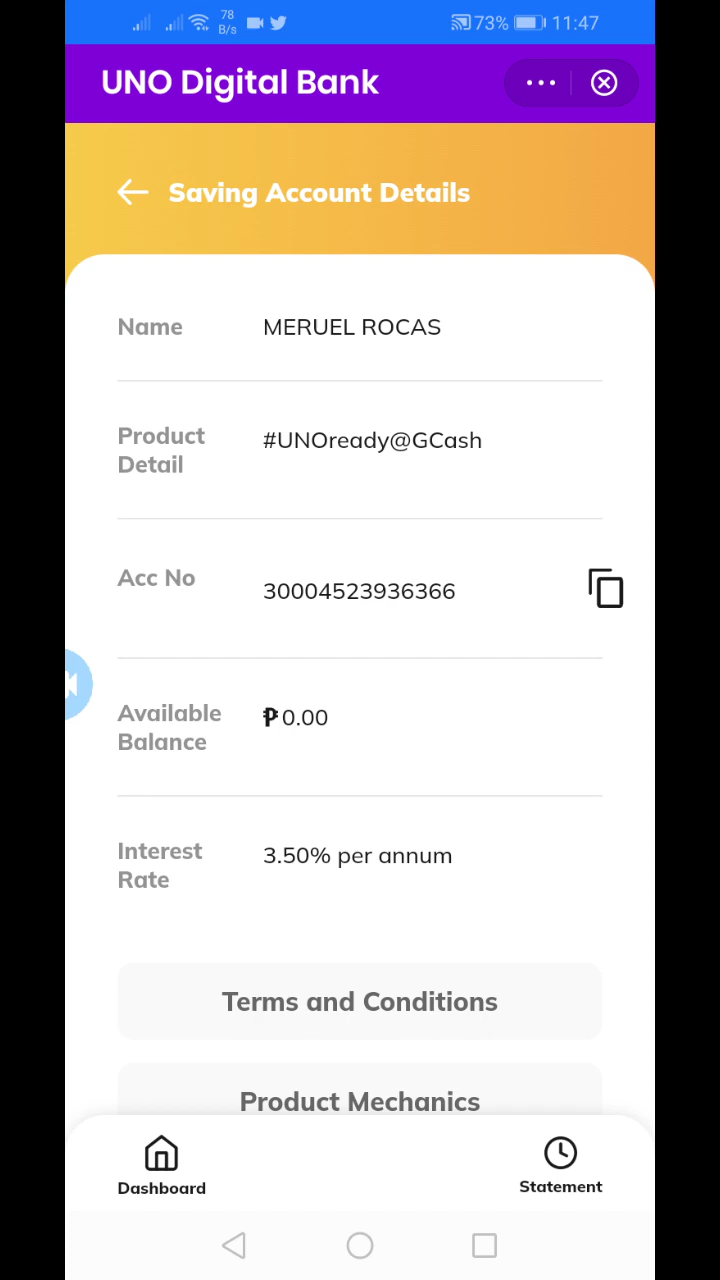 78
B/s
73%
11:47
UNO Digital Bank
Saving Account Details
Name MERUEL ROCAS
Product
Detail
#UNOready@GCash
Acc No
30004523936366
Available
Balance
₱0.00
Interest
Rate
3.50% per annum
Terms and Conditions
Product Mechanics
Dashboard
Statement